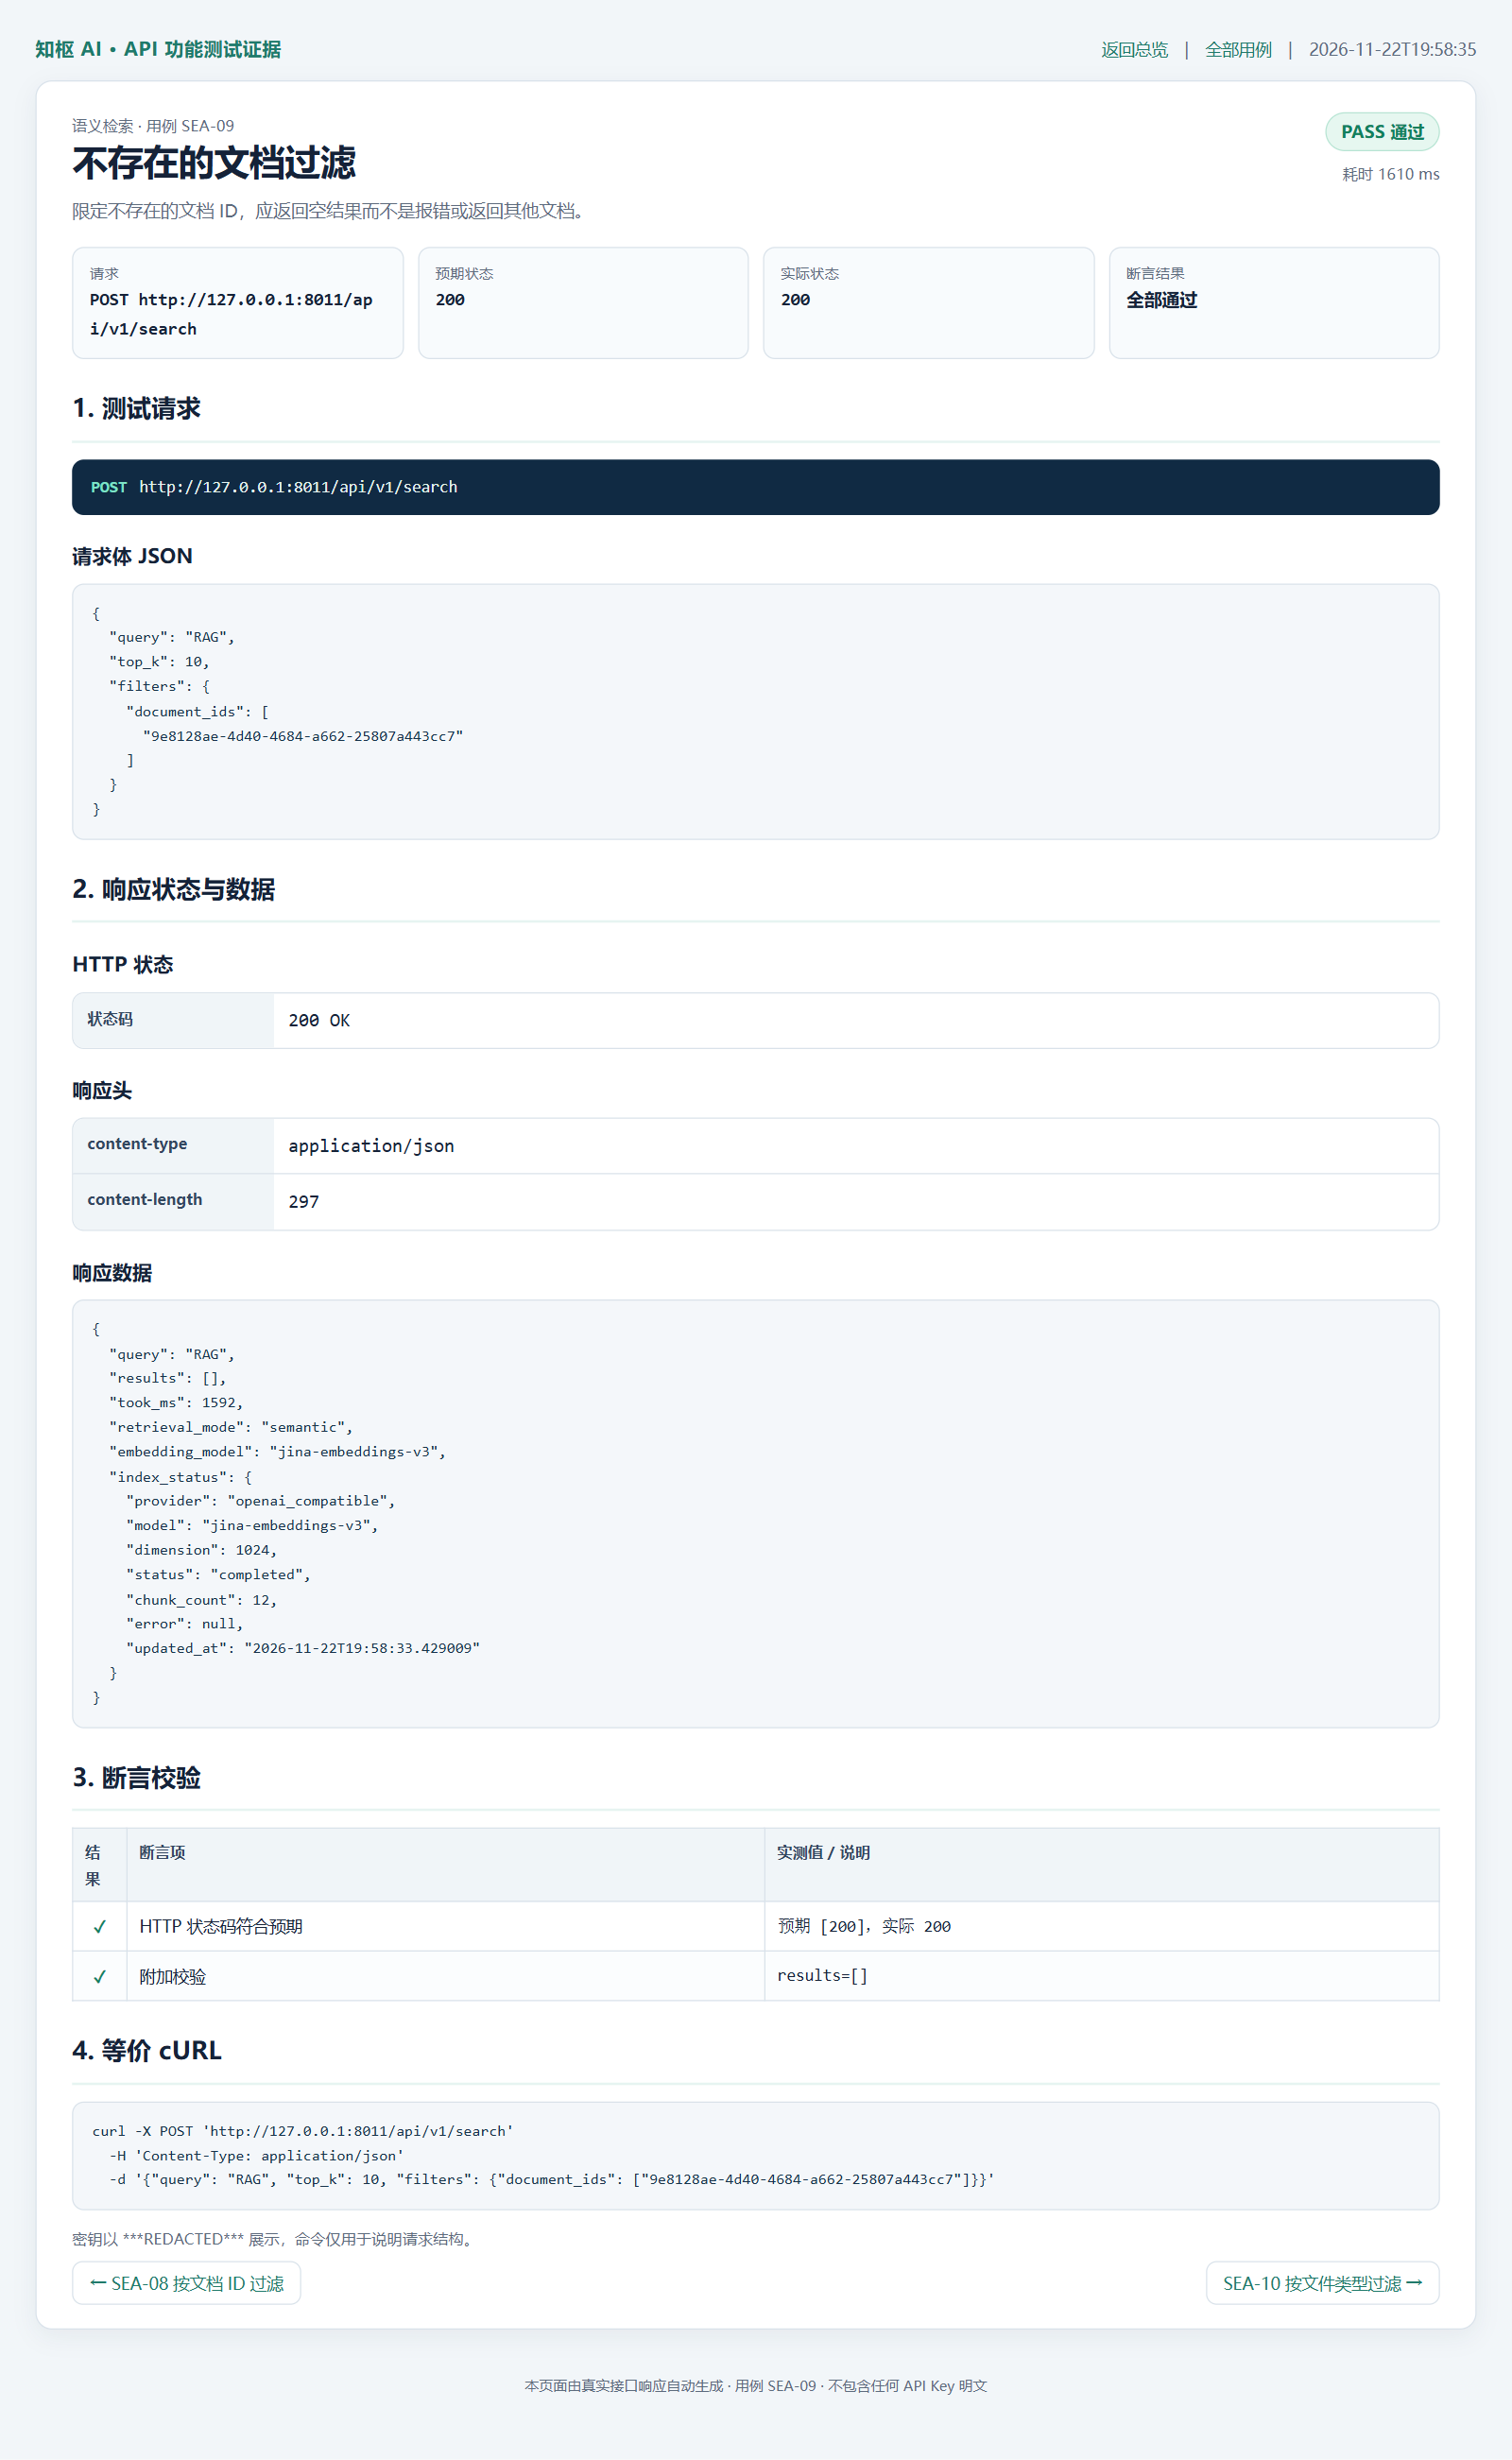 知枢 AI · API 功能测试证据
返回总览 | 全部用例 | 2026-11-22T19:58:35
语义检索 · 用例 SEA-09
PASS 通过
不存在的文档过滤
耗时 1610 ms
限定不存在的文档 ID，应返回空结果而不是报错或返回其他文档。
请求
POST http://127.0.0.1:8011/ap
i/v1/search
预期状态
200
实际状态
200
断言结果
全部通过
1. 测试请求
POST http://127.0.0.1:8011/api/v1/search
请求体 JSON
{
  "query": "RAG",
  "top_k": 10,
  "filters": {
    "document_ids": [
      "9e8128ae-4d40-4684-a662-25807a443cc7"
    ]
  }
}
2. 响应状态与数据
HTTP 状态
状态码 200 OK
响应头
content-type application/json
content-length 297
响应数据
{
  "query": "RAG",
  "results": [],
  "took_ms": 1592,
  "retrieval_mode": "semantic",
  "embedding_model": "jina-embeddings-v3",
  "index_status": {
    "provider": "openai_compatible",
    "model": "jina-embeddings-v3",
    "dimension": 1024,
    "status": "completed",
    "chunk_count": 12,
    "error": null,
    "updated_at": "2026-11-22T19:58:33.429009"
  }
}
3. 断言校验
结果 断言项 实测值 / 说明
✓ HTTP 状态码符合预期 预期 [200]，实际 200
✓ 附加校验 results=[]
4. 等价 cURL
curl -X POST 'http://127.0.0.1:8011/api/v1/search'
  -H 'Content-Type: application/json'
  -d '{"query": "RAG", "top_k": 10, "filters": {"document_ids": ["9e8128ae-4d40-4684-a662-25807a443cc7"]}}'
密钥以 ***REDACTED*** 展示，命令仅用于说明请求结构。
← SEA-08 按文档 ID 过滤
SEA-10 按文件类型过滤 →
本页面由真实接口响应自动生成 · 用例 SEA-09 · 不包含任何 API Key 明文